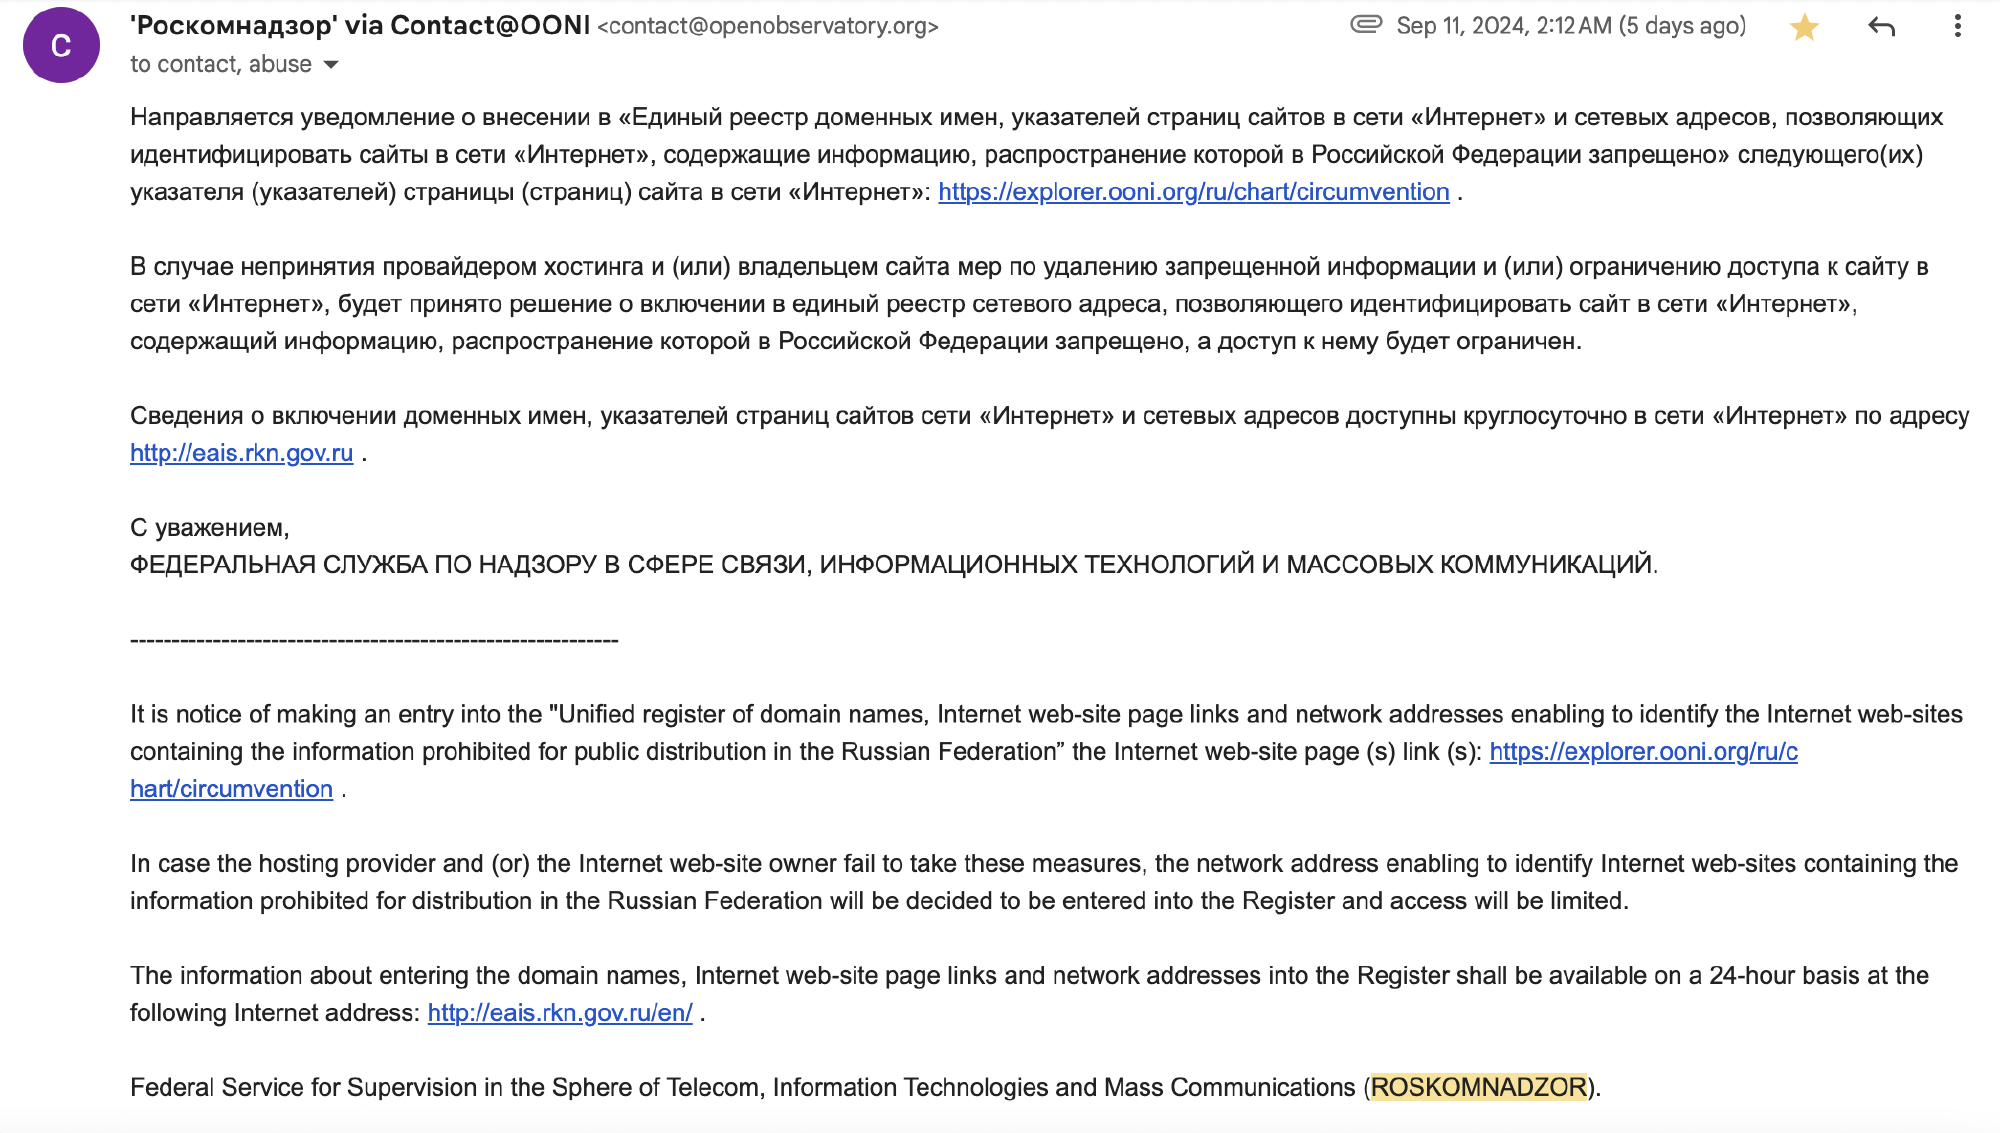 C
'Роскомнадзор' via Contact@OONI <contact@openobservatory.org>
Sep 11, 2024, 2:12 AM (5 days ago)
to contact, abuse
Направляется уведомление о внесении в «Единый реестр доменных имен, указателей страниц сайтов в сети «Интернет» и сетевых адресов, позволяющих
идентифицировать сайты в сети «Интернет», содержащие информацию, распространение которой в Российской Федерации запрещено» следующего(их)
указателя (указателей) страницы (страниц) сайта в сети «Интернет»: https://explorer.ooni.org/ru/chart/circumvention .
В случае непринятия провайдером хостинга и (или) владельцем сайта мер по удалению запрещенной информации и (или) ограничению доступа к сайту в
сети «Интернет», будет принято решение о включении в единый реестр сетевого адреса, позволяющего идентифицировать сайт в сети «Интернет»,
содержащий информацию, распространение которой в Российской Федерации запрещено, а доступ к нему будет ограничен.
Сведения о включении доменных имен, указателей страниц сайтов сети «Интернет» и сетевых адресов доступны круглосуточно в сети «Интернет» по адресу
http://eais.rkn.gov.ru .
С уважением,
ФЕДЕРАЛЬНАЯ СЛУЖБА ПО НАДЗОРУ В СФЕРЕ СВЯЗИ, ИНФОРМАЦИОННЫХ ТЕХНОЛОГИЙ И МАССОВЫХ КОММУНИКАЦИЙ.
------------------------------------------------------------
It is notice of making an entry into the "Unified register of domain names, Internet web-site page links and network addresses enabling to identify the Internet web-sites
containing the information prohibited for public distribution in the Russian Federation” the Internet web-site page (s) link (s): https://explorer.ooni.org/ru/c
hart/circumvention .
In case the hosting provider and (or) the Internet web-site owner fail to take these measures, the network address enabling to identify Internet web-sites containing the
information prohibited for distribution in the Russian Federation will be decided to be entered into the Register and access will be limited.
The information about entering the domain names, Internet web-site page links and network addresses into the Register shall be available on a 24-hour basis at the
following Internet address: http://eais.rkn.gov.ru/en/ .
Federal Service for Supervision in the Sphere of Telecom, Information Technologies and Mass Communications (ROSKOMNADZOR).